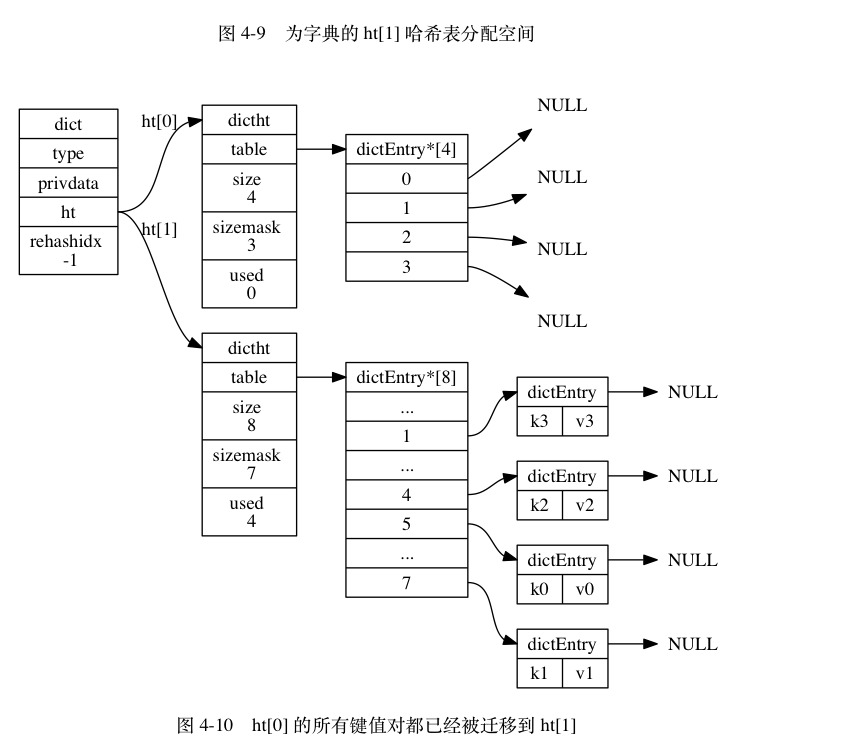 图 4-9 为字典的 ht[1] 哈希表分配空间
dict
type
privdata
ht
rehashidx
-1
ht[0]
ht[1]
dictht
table
size
4
sizemask
3
used
0
dictEntry*[4]
0
1
2
3
NULL
NULL
NULL
NULL
dictht
table
size
8
sizemask
7
used
4
dictEntry*[8]
...
1
...
4
5
...
7
dictEntry
k3 v3
NULL
dictEntry
k2 v2
NULL
dictEntry
k0 v0
NULL
dictEntry
k1 v1
NULL
图 4-10 ht[0] 的所有键值对都已经被迁移到 ht[1]